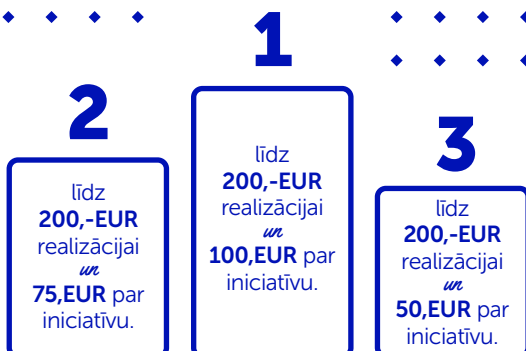 1
līdz
200,-EUR
realizācijai
un
100,EUR par
iniciatīvu.
2
līdz
200,-EUR
realizācijai
un
75,EUR par
iniciatīvu.
3
līdz
200,-EUR
realizācijai
un
50,EUR par
iniciatīvu.